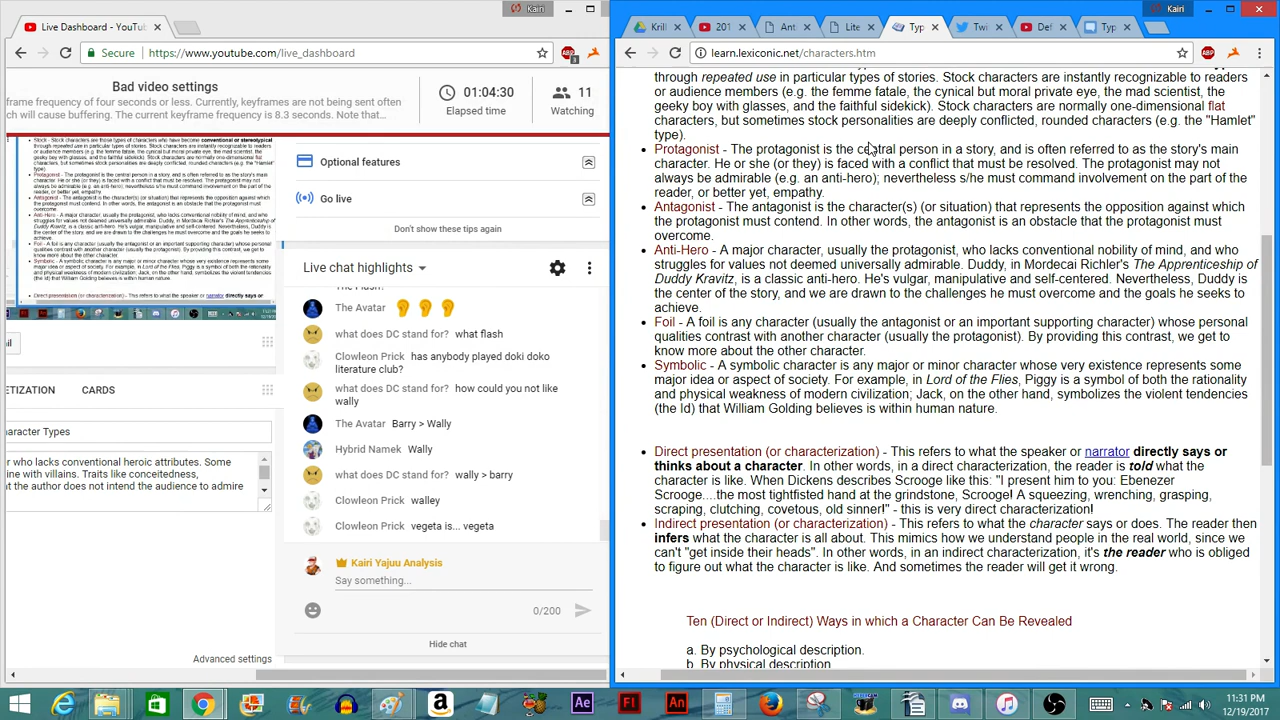 Kairi
Live Dashboard - YouTu
Secure
https://www.youtube.com/live_dashboard
3
Bad video settings
frame frequency of four seconds or less. Currently, keyframes are not being sent often
ch will cause buffering. The current keyframe frequency is 8.3 seconds. Note that...
01:04:30
Elapsed time
11
Watching
Optional features
Go live
Don't show these tips again
Live chat highlights
The Flash?
The Avatar
what does DC stand for? what flash
Clowleon Prick has anybody played doki doko
literature club?
what does DC stand for? how could you not like
wally
The Avatar Barry > Wally
Hybrid Namek Wally
what does DC stand for? wally > barry
Clowleon Prick walley
Clowleon Prick vegeta is... vegeta
Kairi Yajuu Analysis
Say something...
0/200
Hide chat
ail
ETIZATION
CARDS
haracter Types
er who lacks conventional heroic attributes. Some
ine with villains. Traits like conceitedness,
at the author does not intend the audience to admire
Advanced settings
Kairi
Krill
201
Ant
Lite
Typ
Twi
Def
Typ
learn.lexiconic.net/characters.htm
ABP
through repeated use in particular types of stories. Stock characters are instantly recognizable to readers
or audience members (e.g. the femme fatale, the cynical but moral private eye, the mad scientist, the
geeky boy with glasses, and the faithful sidekick). Stock characters are normally one-dimensional flat
characters, but sometimes stock personalities are deeply conflicted, rounded characters (e.g. the "Hamlet"
type).
Protagonist - The protagonist is the central person in a story, and is often referred to as the story's main
character. He or she (or they) is faced with a conflict that must be resolved. The protagonist may not
always be admirable (e.g. an anti-hero); nevertheless s/he must command involvement on the part of the
reader, or better yet, empathy.
Antagonist - The antagonist is the character(s) (or situation) that represents the opposition against which
the protagonist must contend. In other words, the antagonist is an obstacle that the protagonist must
overcome.
Anti-Hero - A major character, usually the protagonist, who lacks conventional nobility of mind, and who
struggles for values not deemed universally admirable. Duddy, in Mordecai Richler's The Apprenticeship of
Duddy Kravitz, is a classic anti-hero. He's vulgar, manipulative and self-centered. Nevertheless, Duddy is
the center of the story, and we are drawn to the challenges he must overcome and the goals he seeks to
achieve.
Foil - A foil is any character (usually the antagonist or an important supporting character) whose personal
qualities contrast with another character (usually the protagonist). By providing this contrast, we get to
know more about the other character.
Symbolic - A symbolic character is any major or minor character whose very existence represents some
major idea or aspect of society. For example, in Lord of the Flies, Piggy is a symbol of both the rationality
and physical weakness of modern civilization; Jack, on the other hand, symbolizes the violent tendencies
(the Id) that William Golding believes is within human nature.
Direct presentation (or characterization) - This refers to what the speaker or narrator directly says or
thinks about a character. In other words, in a direct characterization, the reader is told what the
character is like. When Dickens describes Scrooge like this: "I present him to you: Ebenezer
Scrooge....the most tightfisted hand at the grindstone, Scrooge! A squeezing, wrenching, grasping,
scraping, clutching, covetous, old sinner!" - this is very direct characterization!
Indirect presentation (or characterization) - This refers to what the character says or does. The reader then
infers what the character is all about. This mimics how we understand people in the real world, since we
can't "get inside their heads". In other words, in an indirect characterization, it's the reader who is obliged
to figure out what the character is like. And sometimes the reader will get it wrong.
Ten (Direct or Indirect) Ways in which a Character Can Be Revealed
a. By psychological description.
b. By physical description
11:31 PM
12/19/2017